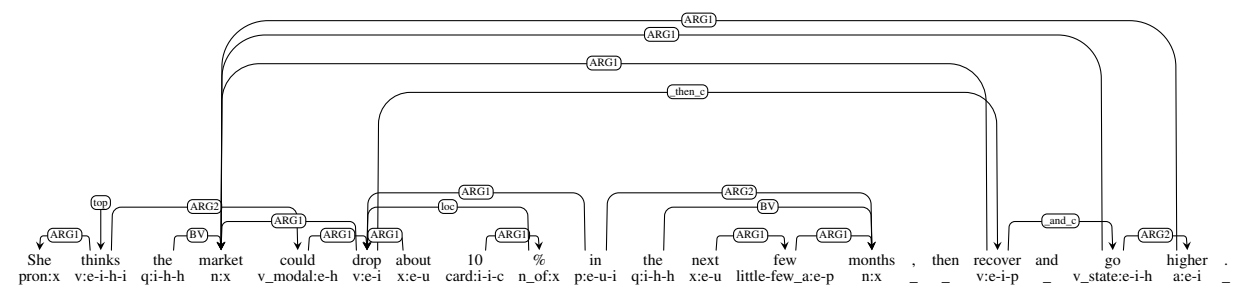 ARG1
ARG1
ARG1
_then_c
ARG1 ARG2
top ARG2 loc BV
ARG1 _and_c
ARG1 BV ARG1 ARG1 ARG1 ARG1 ARG1 ARG2
She thinks the market could drop about 10 % in the next few months , then recover and go higher .
pron:x v:e-i-h-i q:i-h-h n:x v_modal:e-h v:e-i x:e-u card:i-i-c n_of:x p:e-u-i q:i-h-h x:e-u little-few_a:e-p n:x _ _ v:e-i-p _ v_state:e-i-h a:e-i _